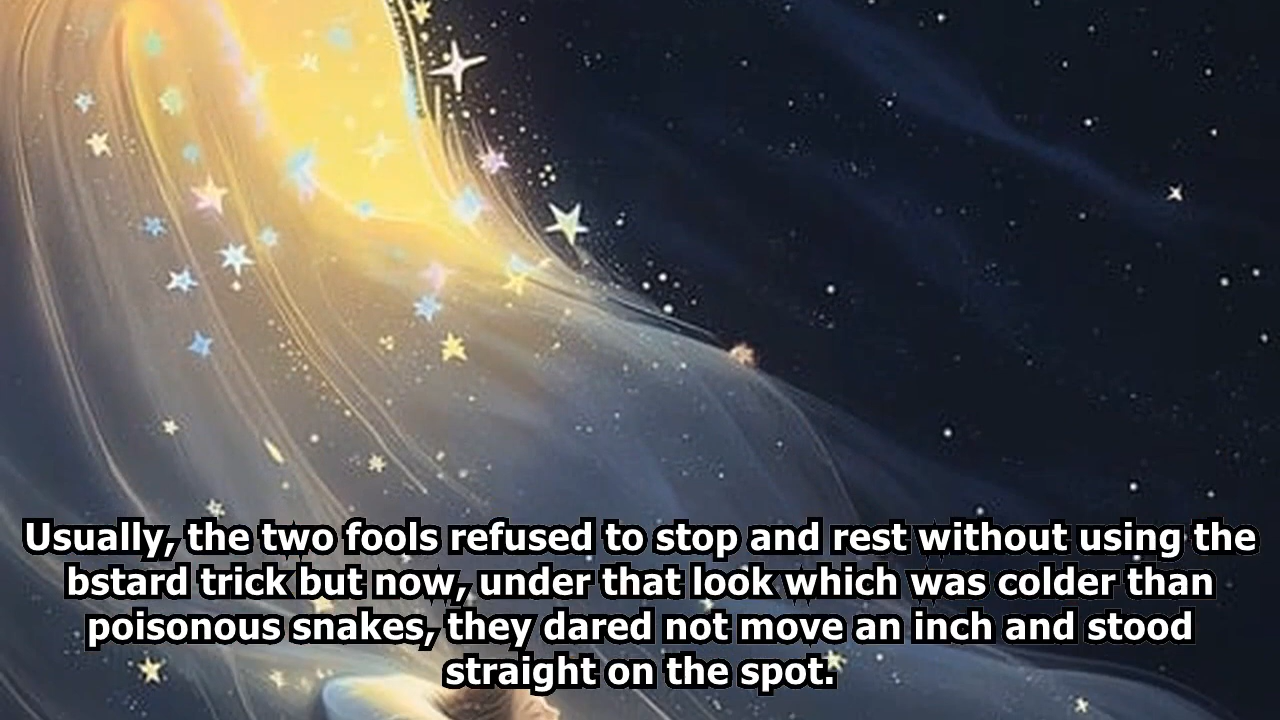 Usually, the two fools refused to stop and rest without using the
bstard trick but now, under that look which was colder than
poisonous snakes, they dared not move an inch and stood
straight on the spot.